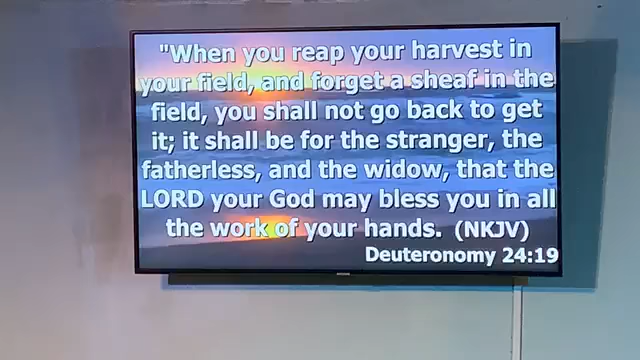 "When you reap your harvest in
your field, and forget a sheaf in the
field, you shall not go back to get
it; it shall be for the stranger, the
fatherless, and the widow, that the
LORD your God may bless you in all
the work of your hands. (NKJV)
Deuteronomy 24:19